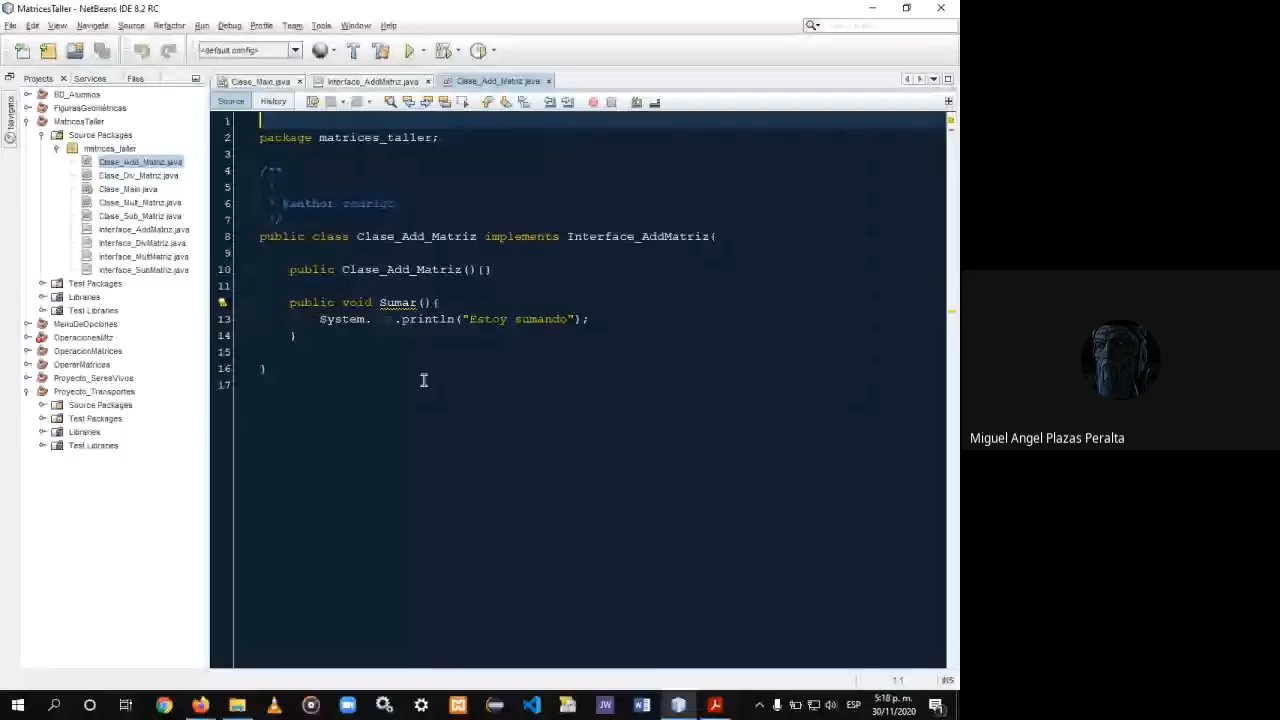 MatricesTaller - NetBeans IDE 8.2 RC
File Edit View Navigate Source Refactor Run Debug Profile Team Tools Window Help
<default config>
Projects Services Files
Clase_Main.java Interface_AddMatriz.java Clase_Add_Matriz.java
Navigator
Source History
BD_Alumnos
FigurasGeométricas
MatricesTaller
Source Packages
matrices_taller
Clase_Add_Matriz.java
Clase_Div_Matriz.java
Clase_Main.java
Clase_Mult_Matriz.java
Clase_Sub_Matriz.java
Interface_AddMatriz.java
Interface_DivMatriz.java
Interface_MultMatriz.java
Interface_SubMatriz.java
Test Packages
Libraries
Test Libraries
MenuDeOpciones
OperacionesMtz
OperacionMatrices
OperarMatrices
Proyecto_SeresVivos
Proyecto_Transportes
Source Packages
Test Packages
Libraries
Test Libraries
1
2 package matrices_taller;
3
4 /**
5 *
6 * @author rodrigo
7 */
8 public class Clase_Add_Matriz implements Interface_AddMatriz{
9
10 public Clase_Add_Matriz(){}
11
public void Sumar(){
13 System. .println("Estoy sumando");
14 }
15
16 }
17
1:1 INS
Miguel Angel Plazas Peralta
ESP
5:18 p. m.
30/11/2020